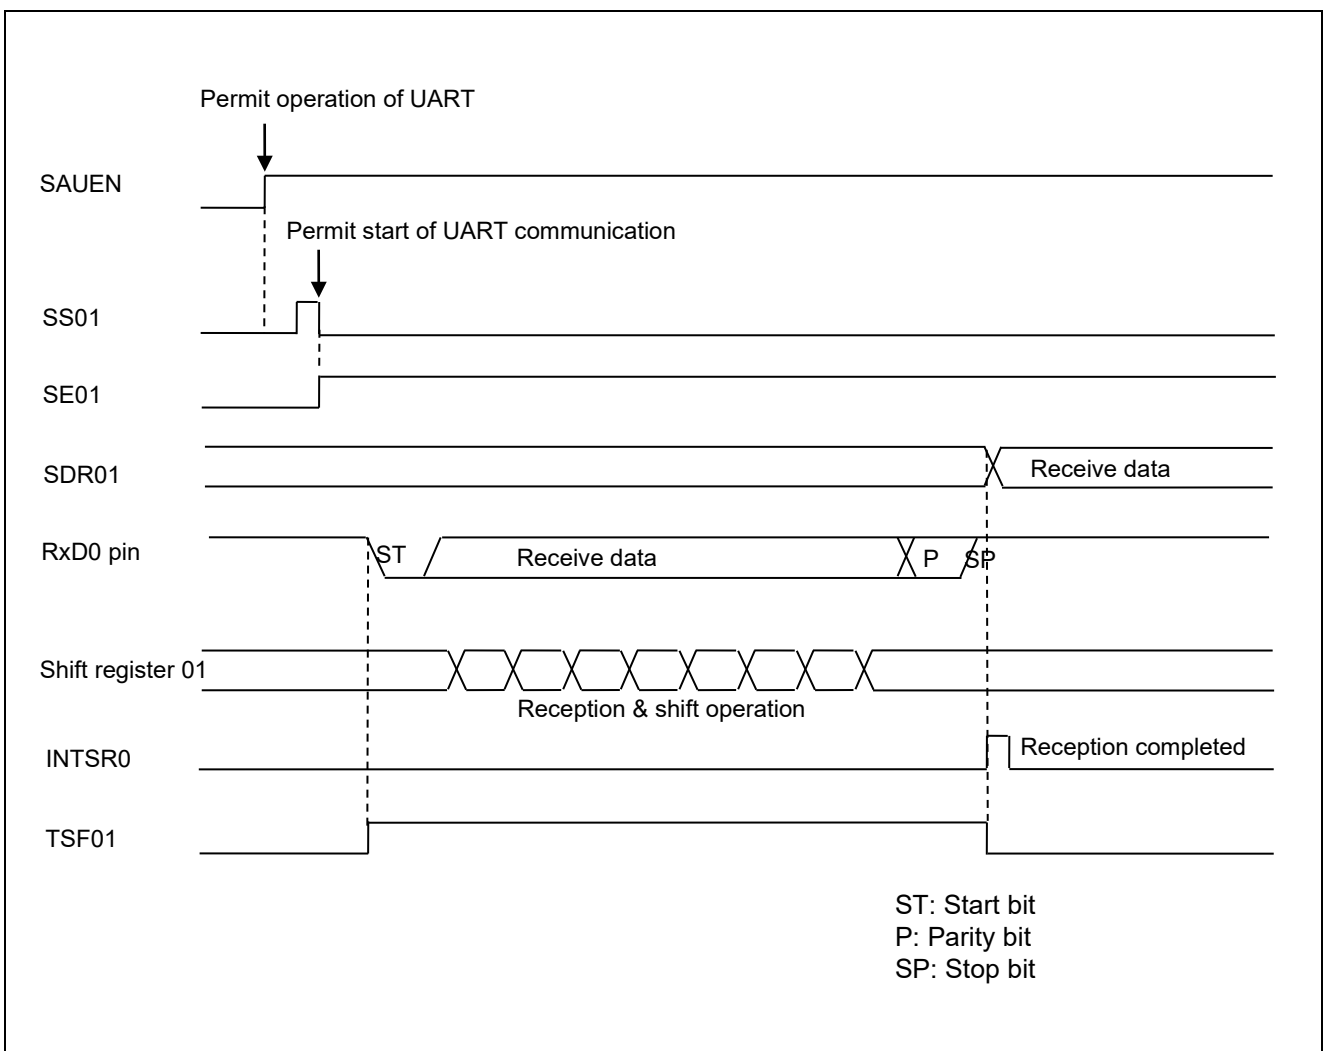 Permit operation of UART
SAUEN
Permit start of UART communication
SS01
SE01
SDR01
Receive data
RxD0 pin
ST
Receive data
P
SP
Shift register 01
Reception & shift operation
INTSR0
Reception completed
TSF01
ST: Start bit
P: Parity bit
SP: Stop bit